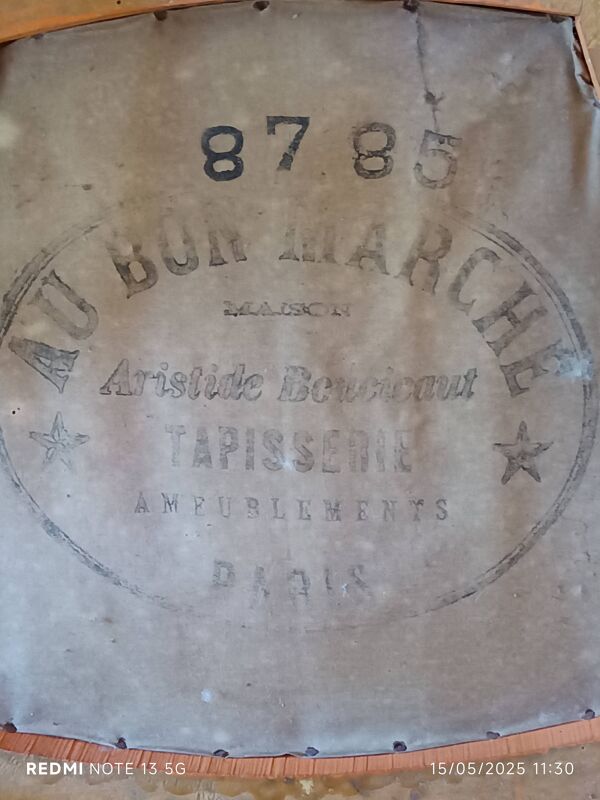 8785
AU BON MARCHE
MAISON
Aristide Boucicaut
TAPISSERIE
AMEUBLEMENTS
PARIS
REDMI NOTE 13 5G 15/05/2025 11:30